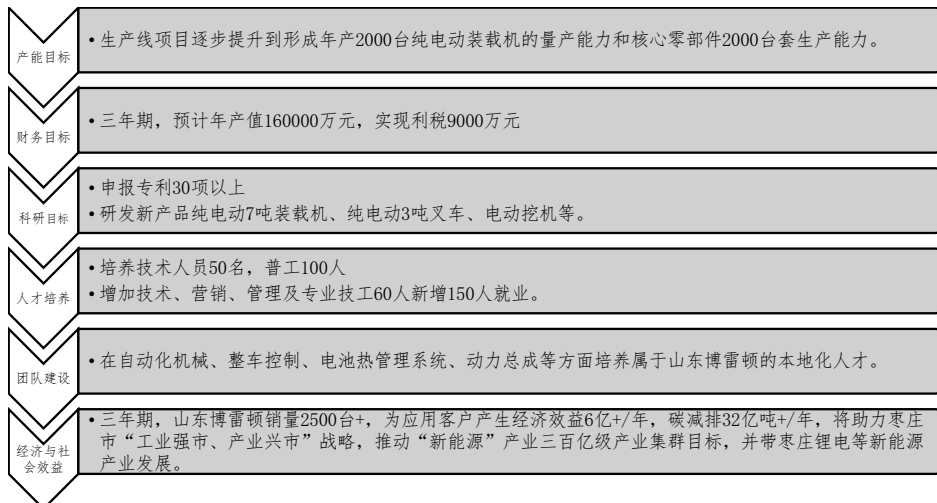 产能目标
•生产线项目逐步提升到形成年产2000台纯电动装载机的量产能力和核心零部件2000台套生产能力。
财务目标
•三年期，预计年产值160000万元，实现利税9000万元
科研目标
•申报专利30项以上
•研发新产品纯电动7吨装载机、纯电动3吨叉车、电动挖机等。
人才培养
•培养技术人员50名，普工100人
•增加技术、营销、管理及专业技工60人新增150人就业。
团队建设
•在自动化机械、整车控制、电池热管理系统、动力总成等方面培养属于山东博雷顿的本地化人才。
经济与社
会效益
•三年期，山东博雷顿销量2500台+，为应用客户产生经济效益6亿+/年，碳减排32亿吨+/年，将助力枣庄
市“工业强市、产业兴市”战略，推动“新能源”产业三百亿级产业集群目标，并带枣庄锂电等新能源
产业发展。